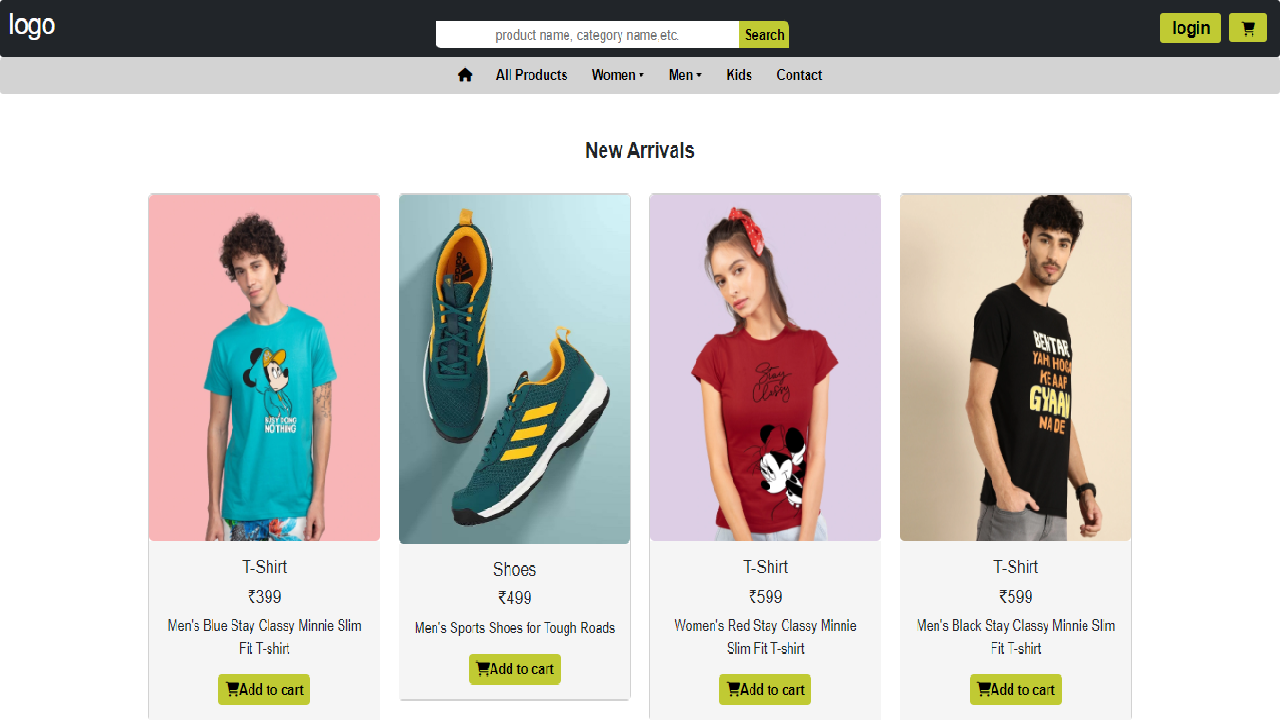 logo
product name, category name etc.
Search
login
All Products
Women
Men
Kids
Contact
New Arrivals
BUSY DOING
NOTHING
Stay
Classy
YAH HOGA
KE AAP
GYAAN
NA DE
T-Shirt
₹399
Men's Blue Stay Classy Minnie Slim
Fit T-shirt
Add to cart
Shoes
₹499
Men's Sports Shoes for Tough Roads
Add to cart
T-Shirt
₹599
Women's Red Stay Classy Minnie
Slim Fit T-shirt
Add to cart
T-Shirt
₹599
Men's Black Stay Classy Minnie Slim
Fit T-shirt
Add to cart